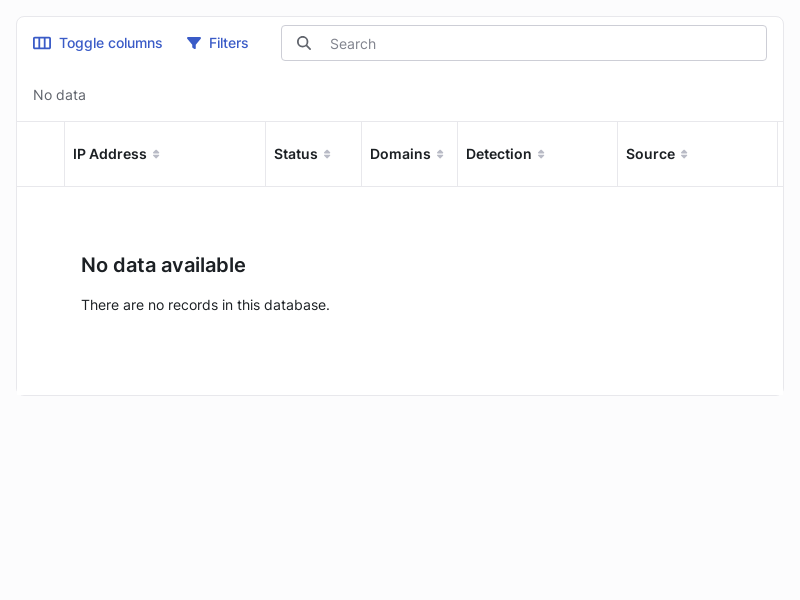 Toggle columns Filters Search
No data
IP Address Status Domains Detection Source
No data available
There are no records in this database.